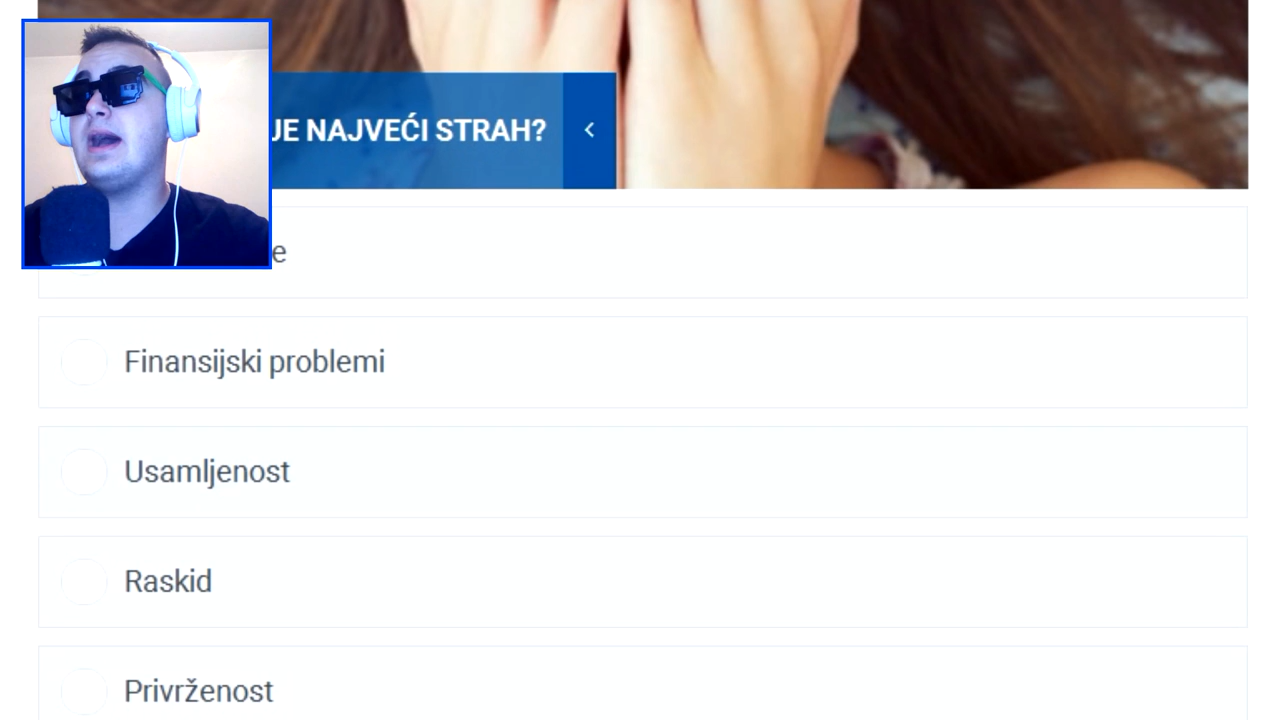 JE NAJVEĆI STRAH?
e
Finansijski problemi
Usamljenost
Raskid
Privrženost